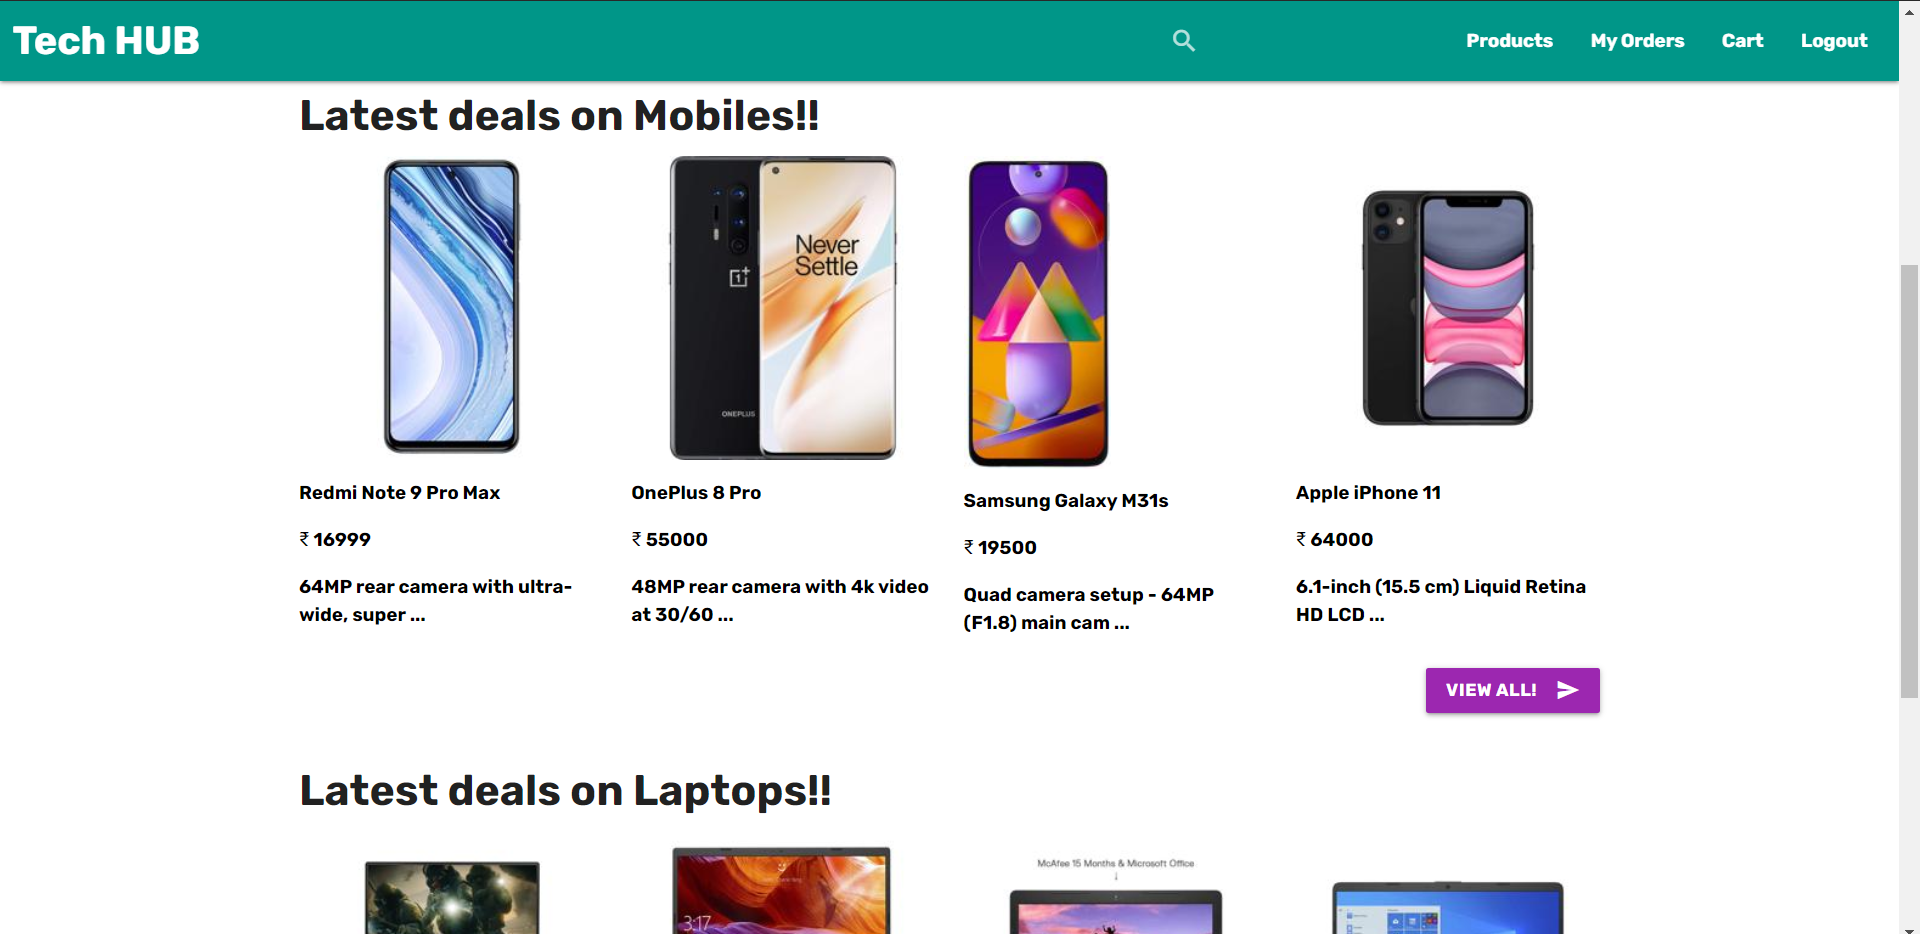 Tech HUB
Products
My Orders
Cart
Logout
Latest deals on Mobiles!!
Never
Settle
ONEPLUS
Redmi Note 9 Pro Max
₹ 16999
64MP rear camera with ultra-
wide, super ...
OnePlus 8 Pro
₹ 55000
48MP rear camera with 4k video
at 30/60 ...
Samsung Galaxy M31s
₹ 19500
Quad camera setup - 64MP
(F1.8) main cam ...
Apple iPhone 11
₹ 64000
6.1-inch (15.5 cm) Liquid Retina
HD LCD ...
VIEW ALL!
Latest deals on Laptops!!
3:17
McAfee 15 Months & Microsoft Office